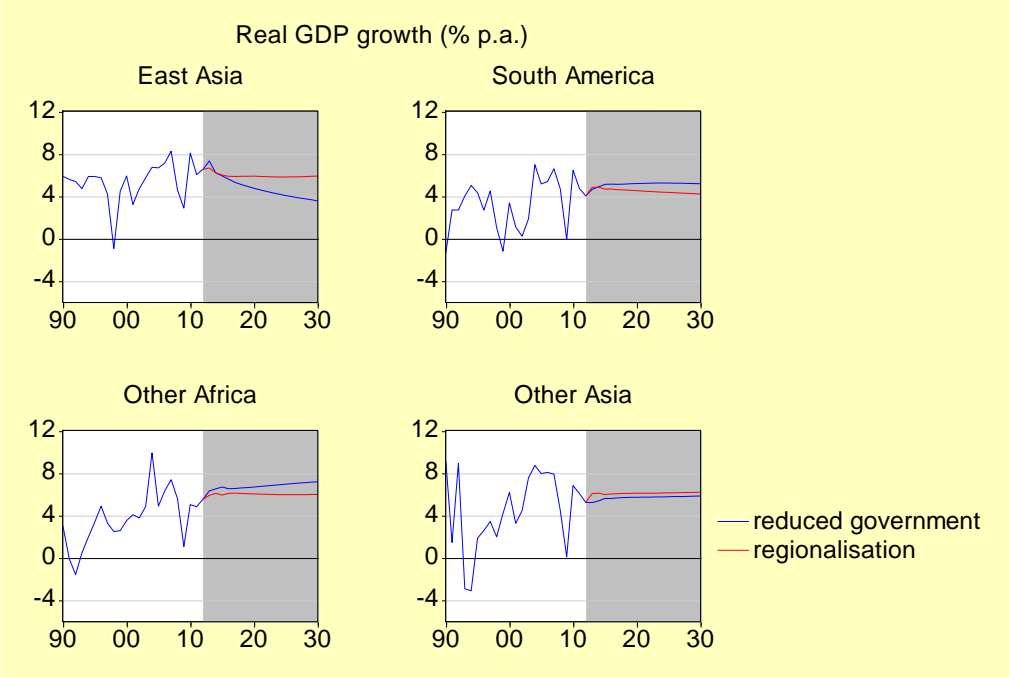 Real GDP growth (% p.a.)
East Asia
South America
12
8
4
0
-4
90 00 10 20 30
12
8
4
0
-4
90 00 10 20 30
Other Africa
Other Asia
12
8
4
0
-4
90 00 10 20 30
12
8
4
0
-4
90 00 10 20 30
reduced government
regionalisation